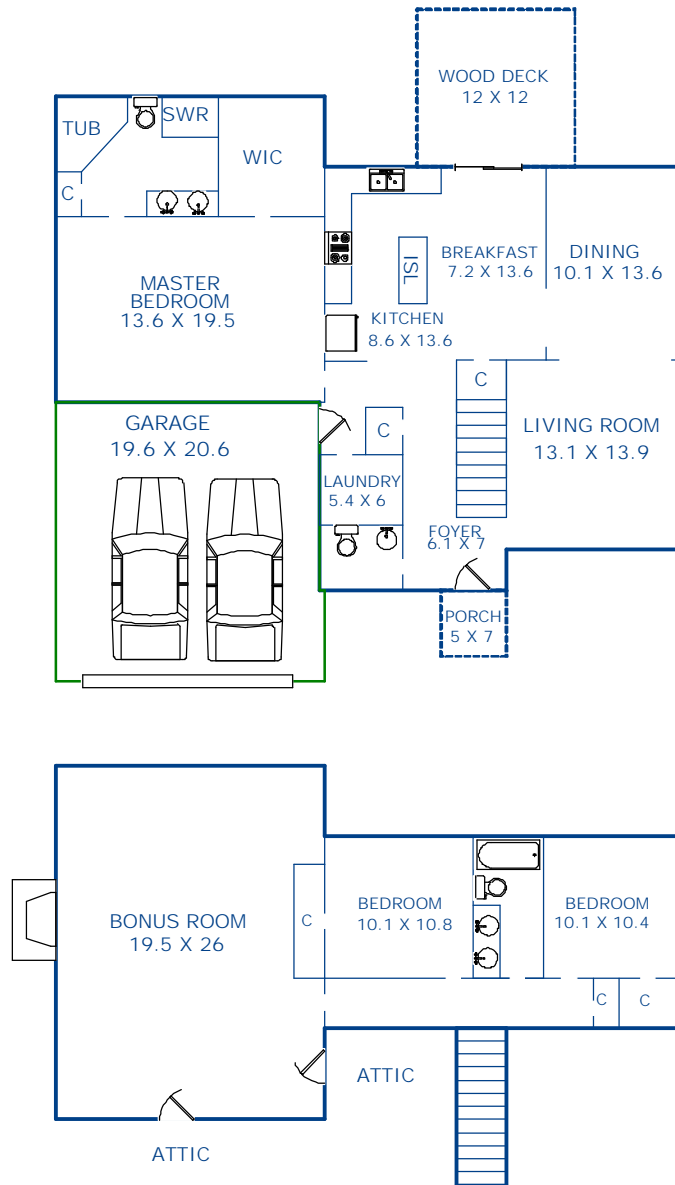 WOOD DECK
12 X 12
TUB
SWR
WIC
C
BREAKFAST
7.2 X 13.6
DINING
10.1 X 13.6
ISL
MASTER
BEDROOM
13.6 X 19.5
KITCHEN
8.6 X 13.6
C
GARAGE
19.6 X 20.6
C
LIVING ROOM
13.1 X 13.9
LAUNDRY
5.4 X 6
FOYER
6.1 X 7
PORCH
5 X 7
BONUS ROOM
19.5 X 26
C
BEDROOM
10.1 X 10.8
BEDROOM
10.1 X 10.4
C
C
ATTIC
ATTIC